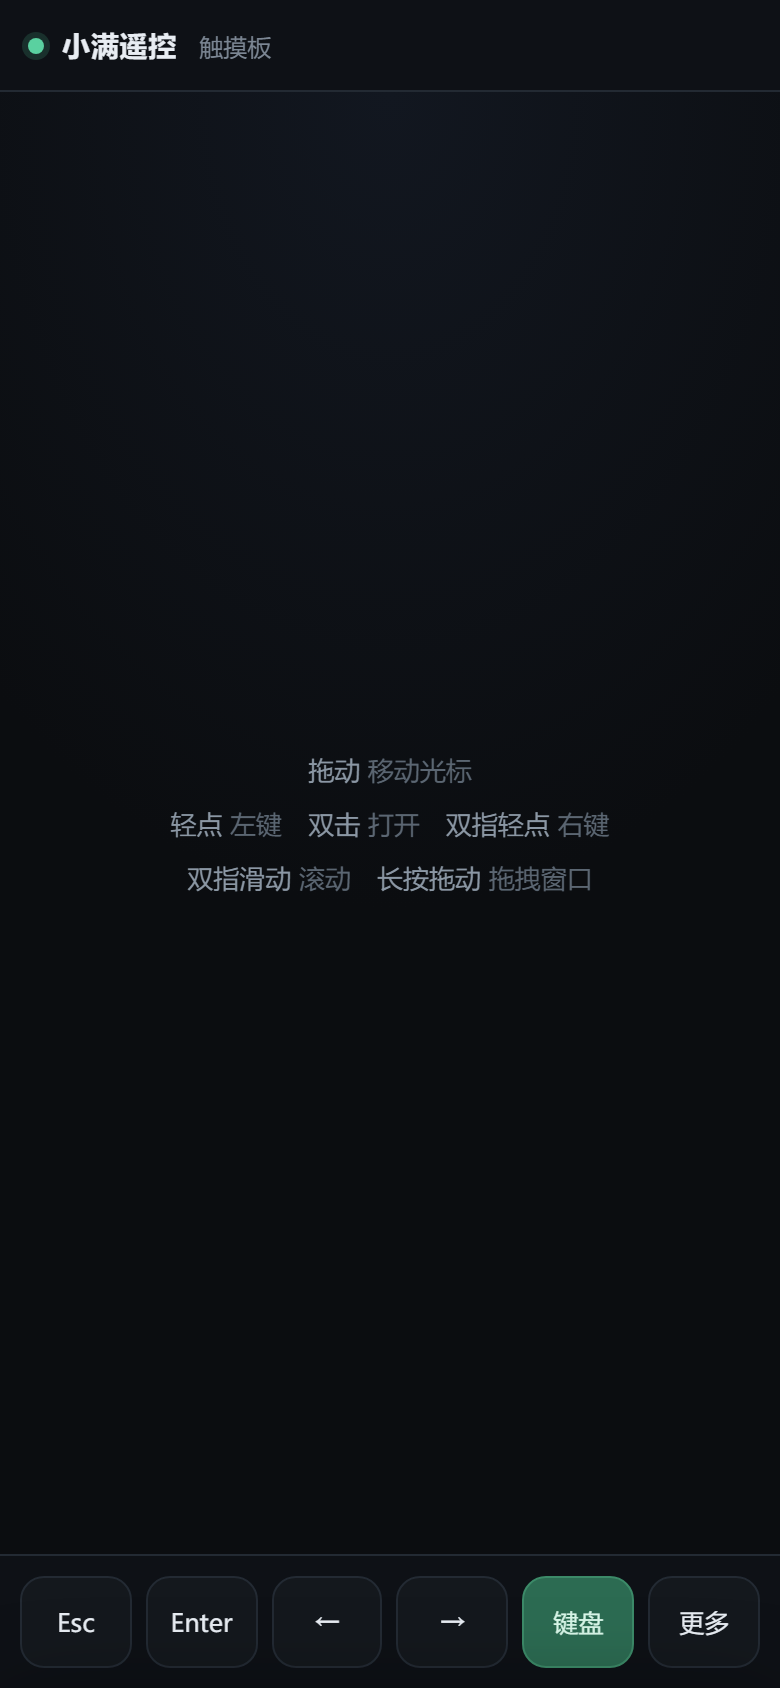 小满遥控 触摸板
拖动 移动光标
轻点 左键 双击 打开 双指轻点 右键
双指滑动 滚动 长按拖动 拖拽窗口
Esc Enter ← → 键盘 更多